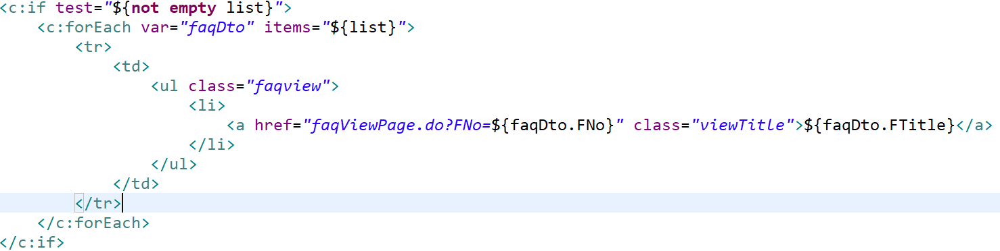 <c:if test="${not empty list}">
    <c:forEach var="faqDto" items="${list}">
        <tr>
            <td>
                <ul class="faqview">
                    <li>
                        <a href="faqViewPage.do?FNo=${faqDto.FNo}" class="viewTitle">${faqDto.FTitle}</a>
                    </li>
                </ul>
            </td>
        </tr>
    </c:forEach>
</c:if>